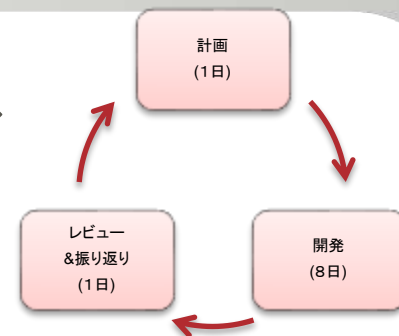 計画
(1日)
レビュー
&振り返り
(1日)
開発
(8日)